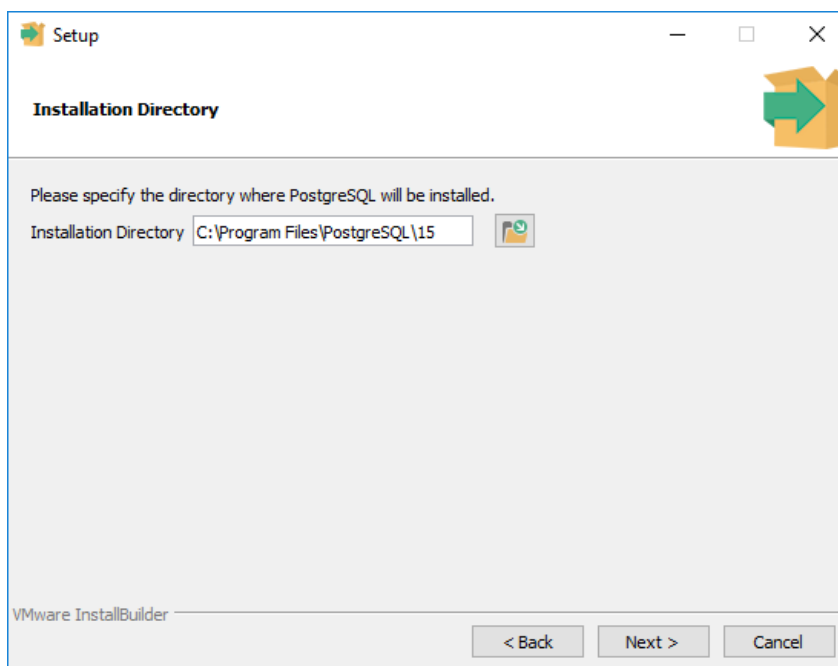 Setup
Installation Directory
Please specify the directory where PostgreSQL will be installed.
Installation Directory C:\Program Files\PostgreSQL\15
VMware InstallBuilder
< Back Next > Cancel